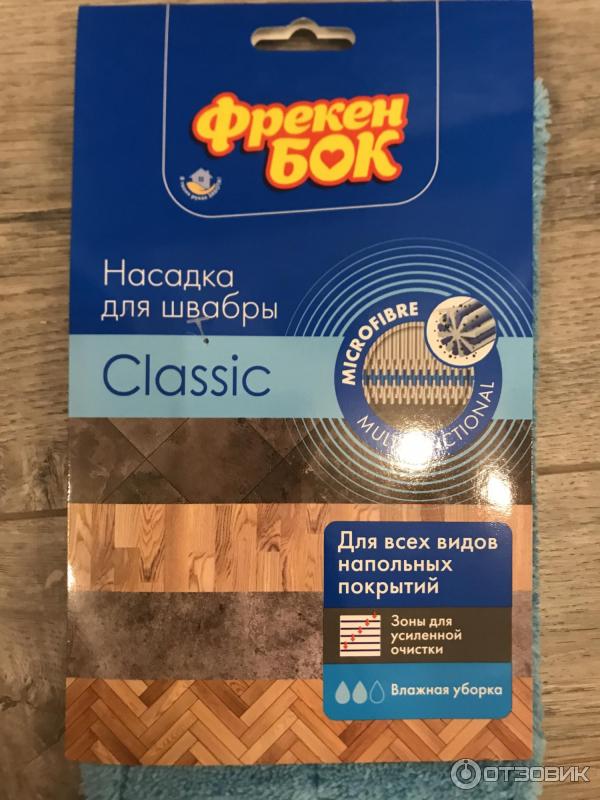 Фрекен
БОК
Насадка
для швабры
Classic
MICROFIBRE
Для всех видов
напольных
покрытий
Зоны для
усиленной
очистки
Влажная уборка
ОТЗОВИК